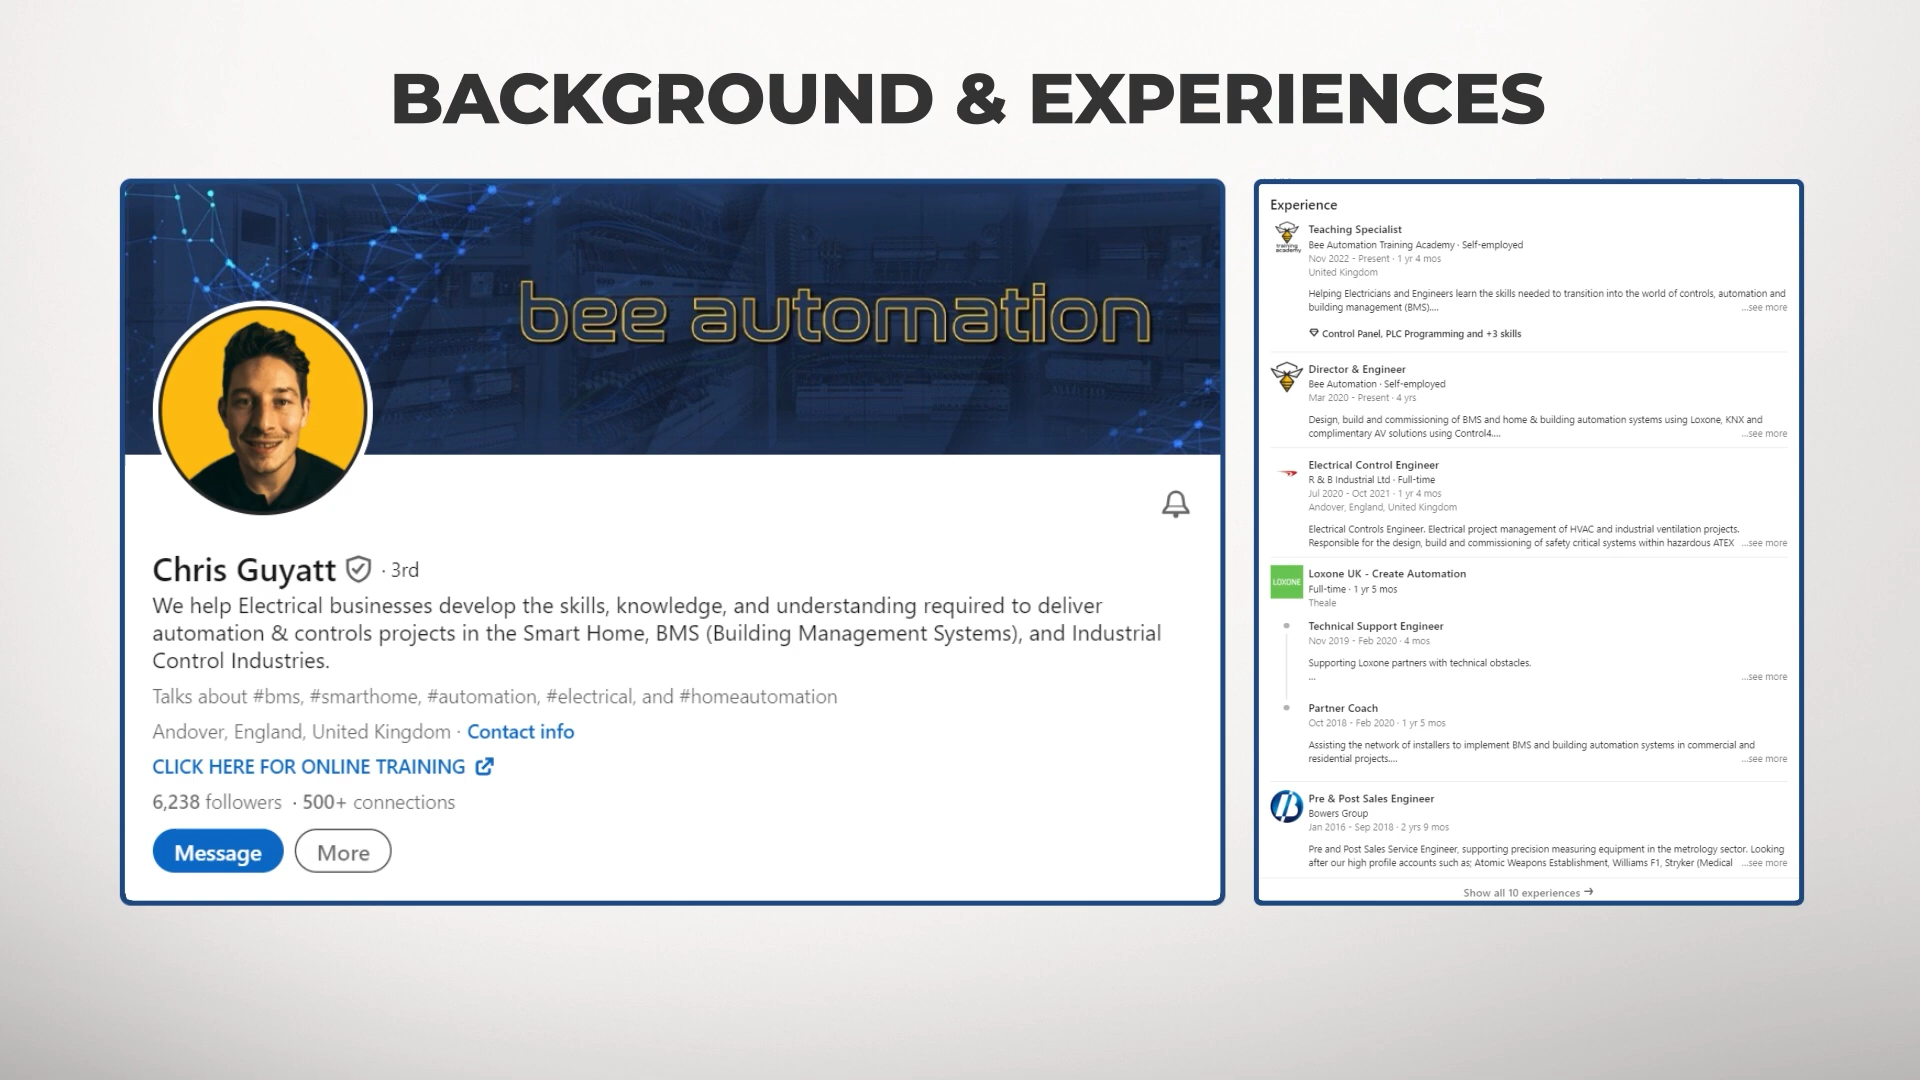 BACKGROUND & EXPERIENCES
bee automation
Chris Guyatt · 3rd
We help Electrical businesses develop the skills, knowledge, and understanding required to deliver
automation & controls projects in the Smart Home, BMS (Building Management Systems), and Industrial
Control Industries.
Talks about #bms, #smarthome, #automation, #electrical, and #homeautomation
Andover, England, United Kingdom · Contact info
CLICK HERE FOR ONLINE TRAINING
6,238 followers · 500+ connections
Message More
Experience
training
academy
Teaching Specialist
Bee Automation Training Academy · Self-employed
Nov 2022 - Present · 1 yr 4 mos
United Kingdom
Helping Electricians and Engineers learn the skills needed to transition into the world of controls, automation and
building management (BMS).... ...see more
Control Panel, PLC Programming and +3 skills
Director & Engineer
Bee Automation · Self-employed
Mar 2020 - Present · 4 yrs
Design, build and commissioning of BMS and home & building automation systems using Loxone, KNX and
complimentary AV solutions using Control4.... ...see more
Electrical Control Engineer
R & B Industrial Ltd · Full-time
Jul 2020 - Oct 2021 · 1 yr 4 mos
Andover, England, United Kingdom
Electrical Controls Engineer. Electrical project management of HVAC and industrial ventilation projects.
Responsible for the design, build and commissioning of safety critical systems within hazardous ATEX ...see more
LOXONE
Loxone UK - Create Automation
Full-time · 1 yr 5 mos
Theale
Technical Support Engineer
Nov 2019 - Feb 2020 · 4 mos
Supporting Loxone partners with technical obstacles.
... ...see more
Partner Coach
Oct 2018 - Feb 2020 · 1 yr 5 mos
Assisting the network of installers to implement BMS and building automation systems in commercial and
residential projects.... ...see more
Pre & Post Sales Engineer
Bowers Group
Jan 2016 - Sep 2018 · 2 yrs 9 mos
Pre and Post Sales Service Engineer, supporting precision measuring equipment in the metrology sector. Looking
after our high profile accounts such as; Atomic Weapons Establishment, Williams F1, Stryker (Medical ...see more
Show all 10 experiences →